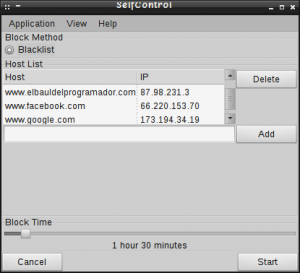 SelfControl
Application View Help
Block Method
Blacklist
Host List
Host IP
www.elbauldelprogramador.com 87.98.231.3
www.facebook.com 66.220.153.70
www.google.com 173.194.34.19
Delete
Add
Block Time
1 hour 30 minutes
Cancel Start